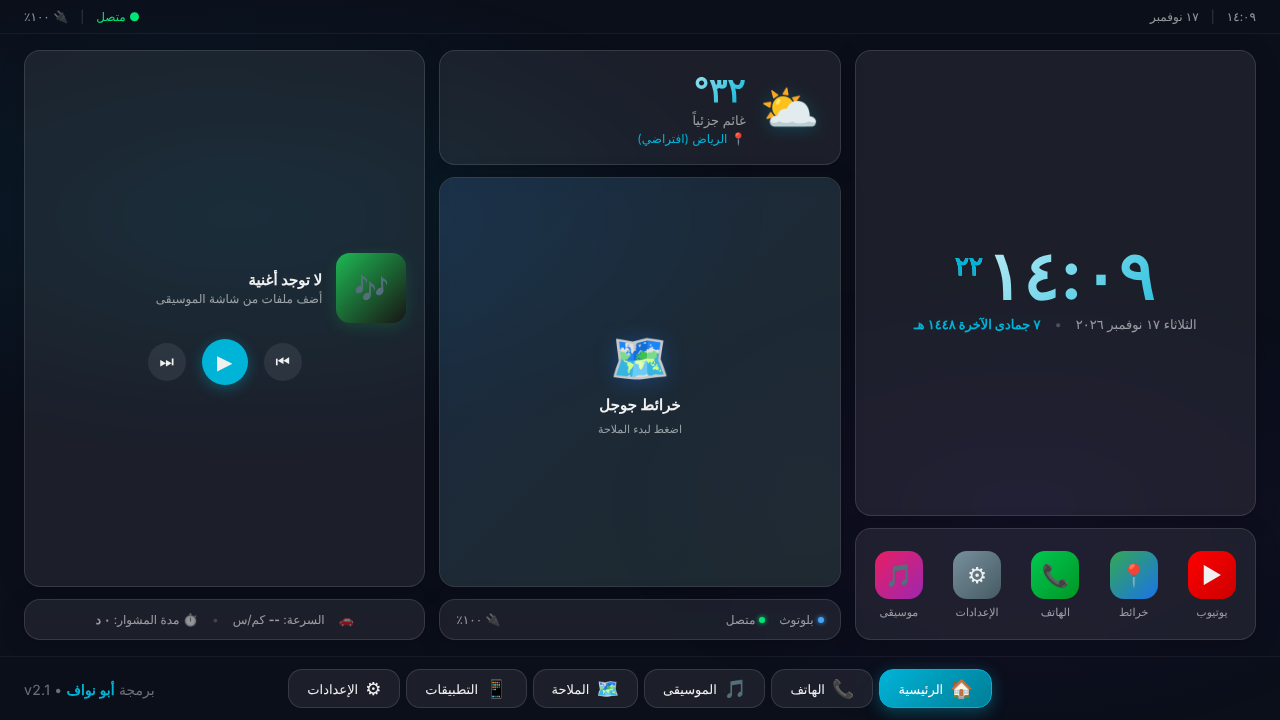 ١٤:٠٩
١٧ نوفمبر
متصل
١٠٠٪
١٤:٠٩ ٢٢
الثلاثاء ١٧ نوفمبر ٢٠٢٦ • ٧ جمادى الآخرة ١٤٤٨ هـ
يوتيوب
خرائط
الهاتف
الإعدادات
موسيقى
٣٢°
غائم جزئياً
الرياض (افتراضي)
خرائط جوجل
اضغط لبدء الملاحة
بلوتوث
متصل
١٠٠٪
لا توجد أغنية
أضف ملفات من شاشة الموسيقى
السرعة: -- كم/س • مدة المشوار: ٠ د
الرئيسية
الهاتف
الموسيقى
الملاحة
التطبيقات
الإعدادات
برمجة أبو نواف • v2.1